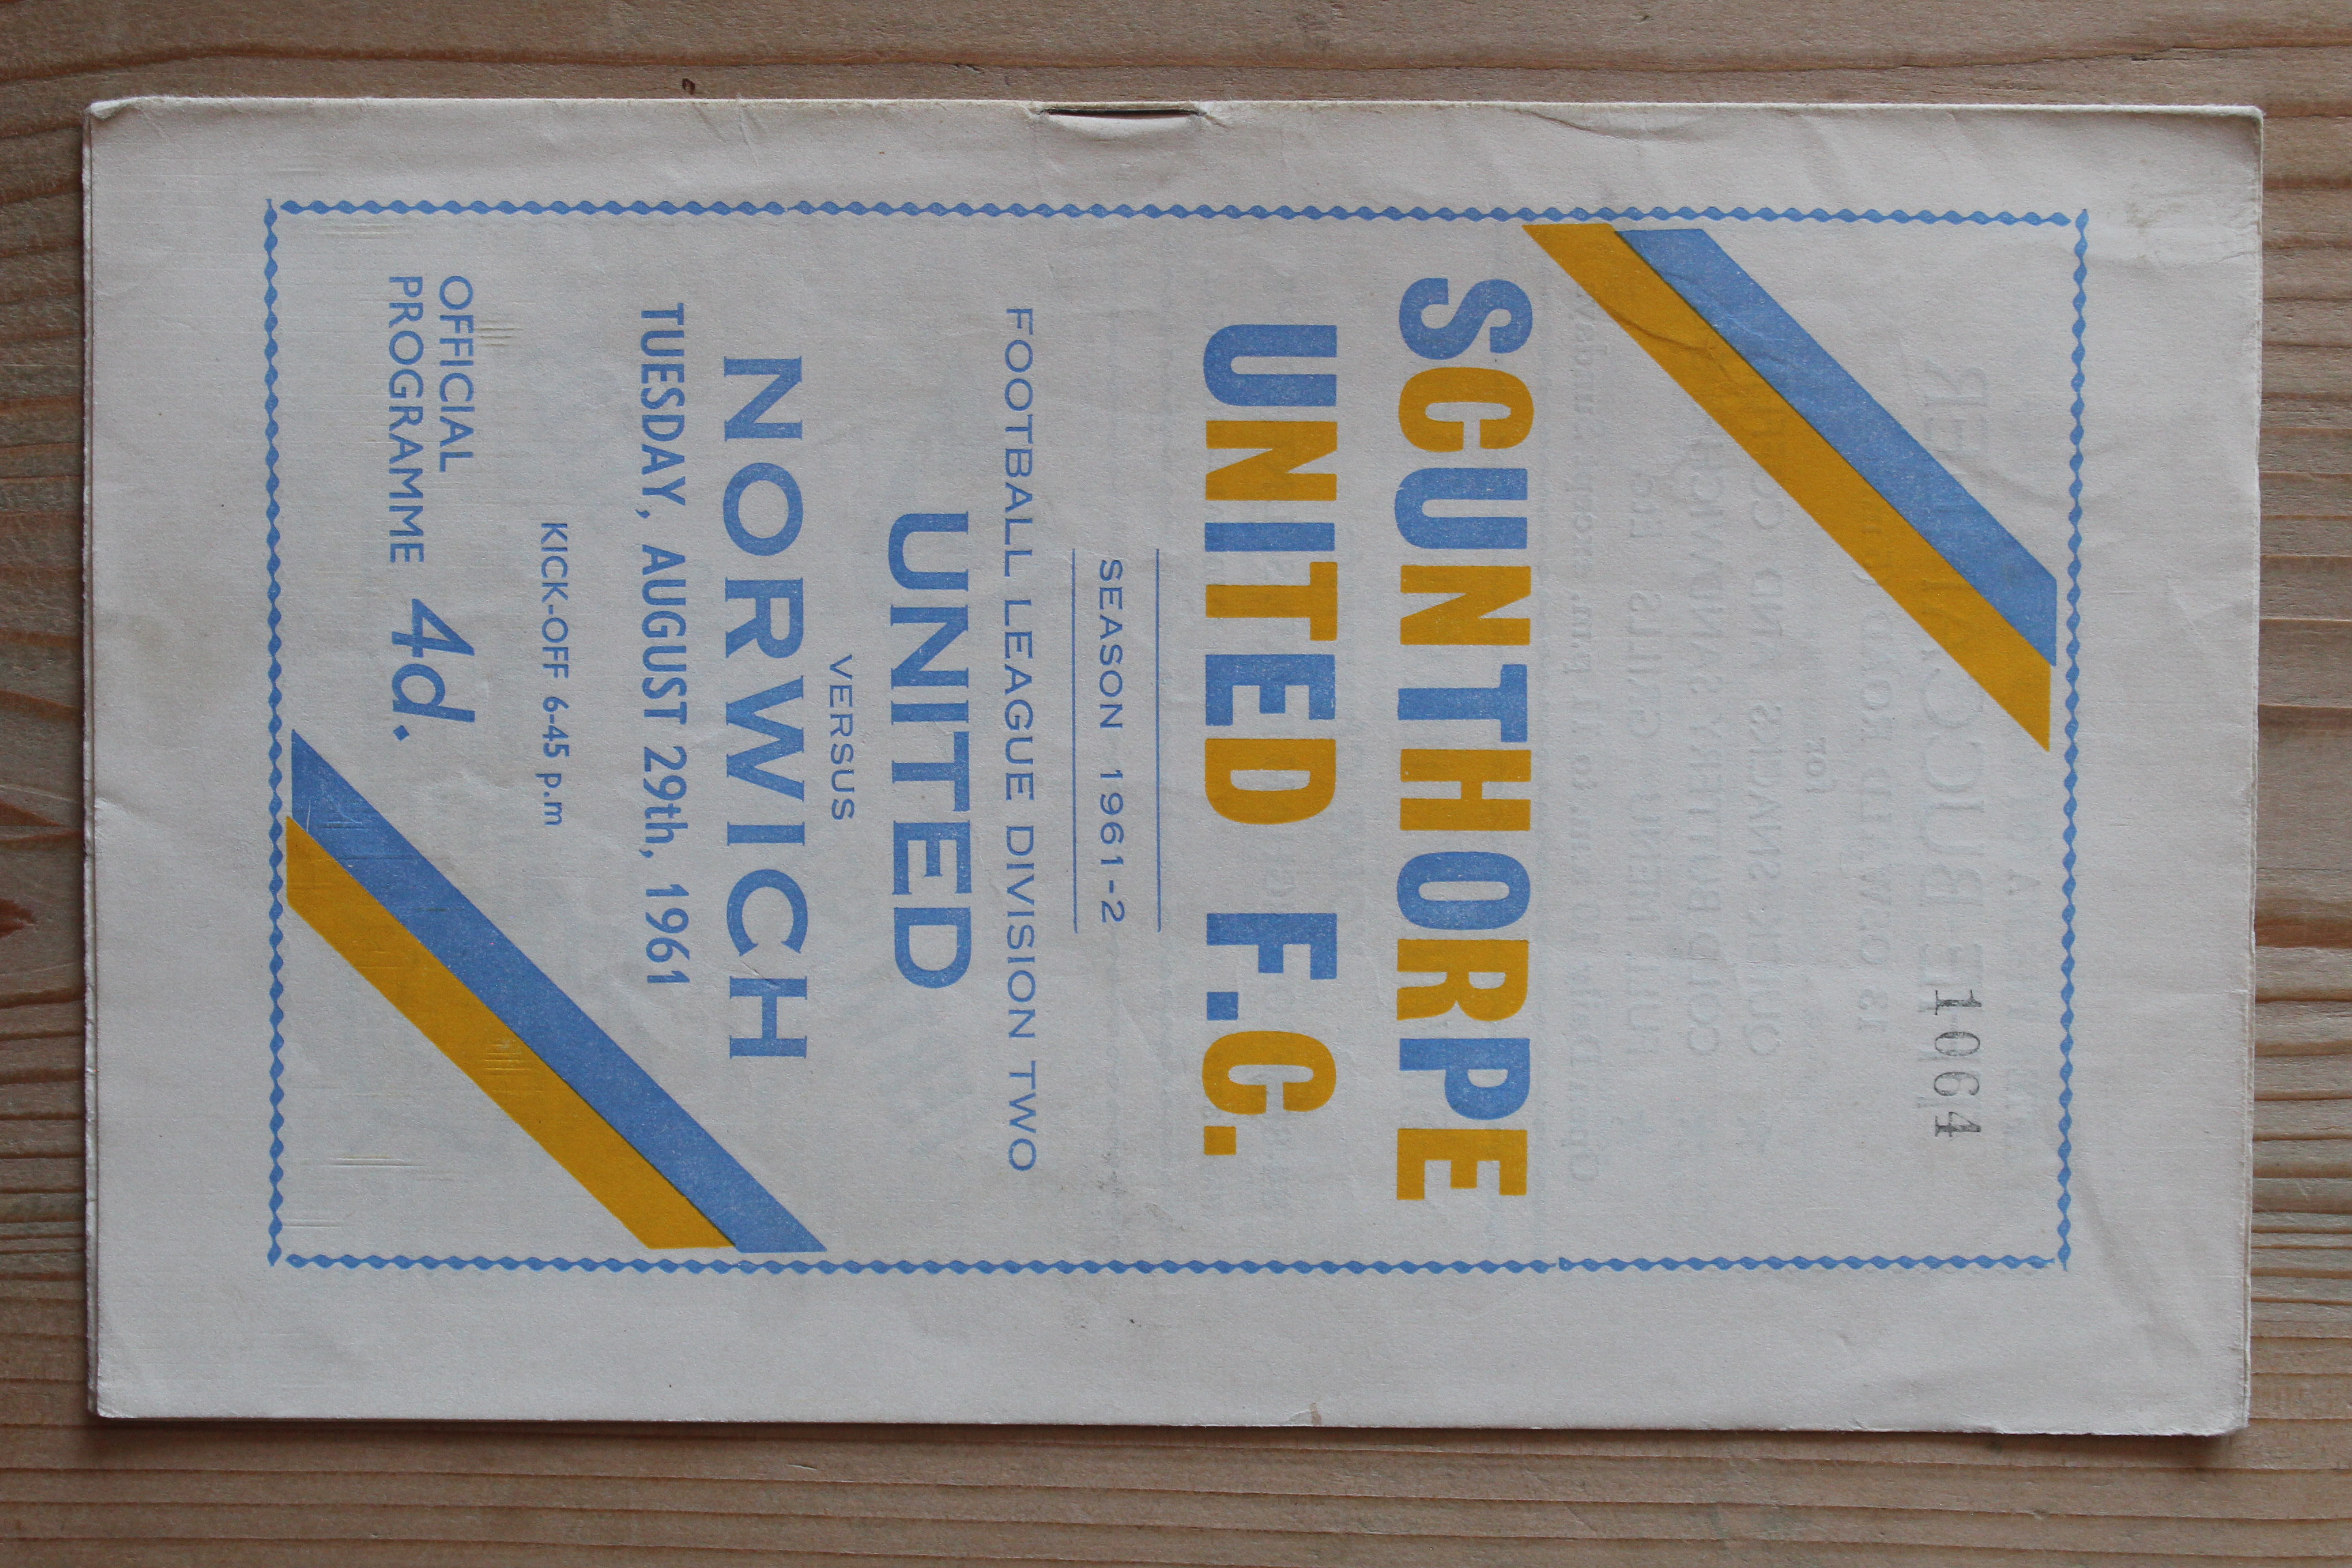 1064
SCUNTHORPE
UNITED F.C.
SEASON 1961-2
FOOTBALL LEAGUE DIVISION TWO
UNITED
VERSUS
NORWICH
TUESDAY, AUGUST 29th, 1961
KICK-OFF 6-45 p.m
OFFICIAL
PROGRAMME 4d.